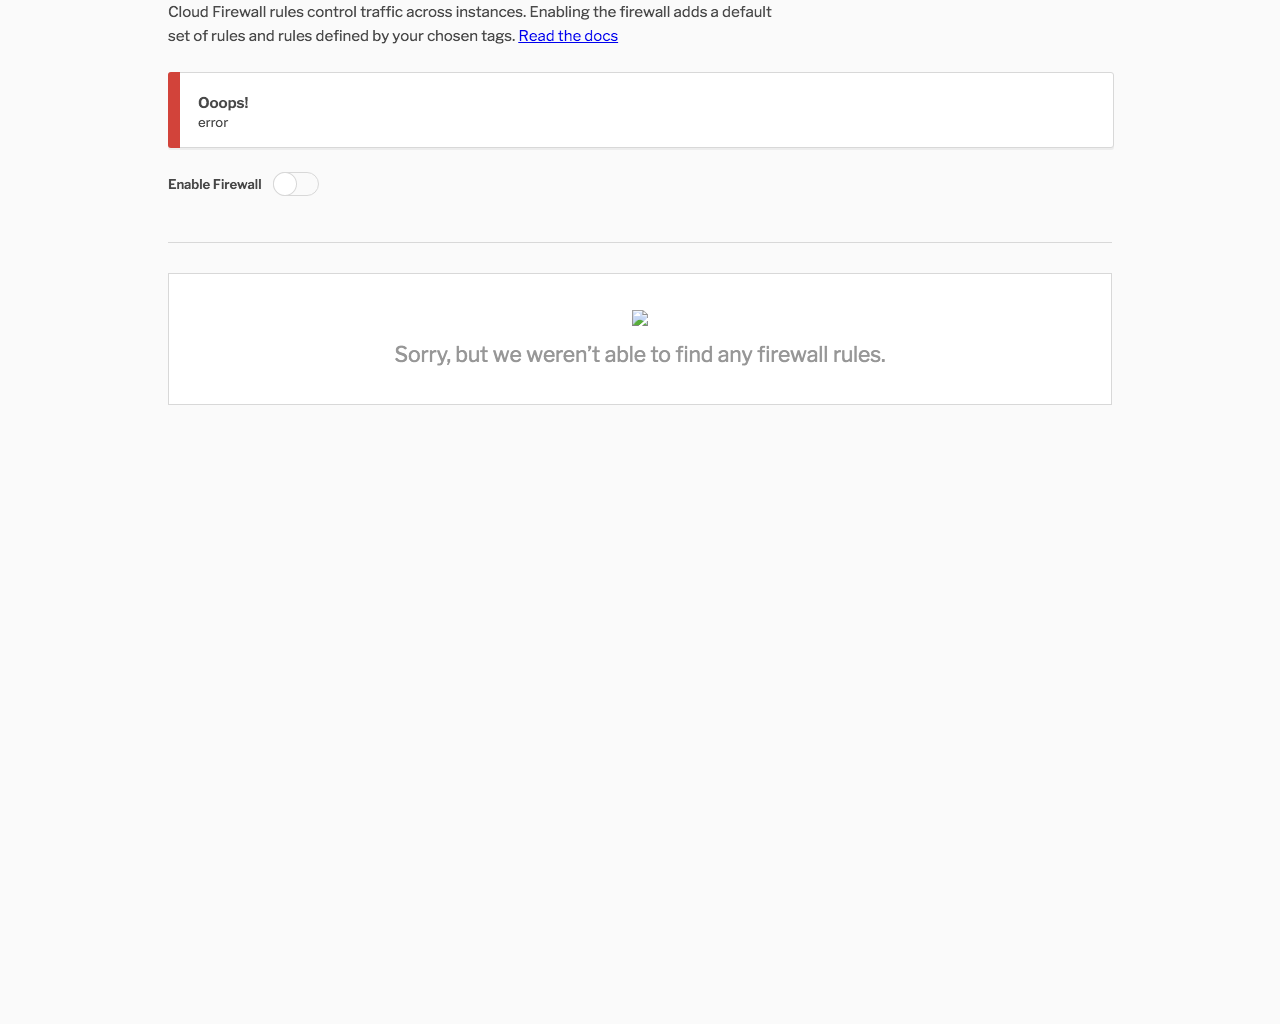 Cloud Firewall rules control traffic across instances. Enabling the firewall adds a default
set of rules and rules defined by your chosen tags. Read the docs
Ooops!
error
Enable Firewall
Sorry, but we weren’t able to find any firewall rules.